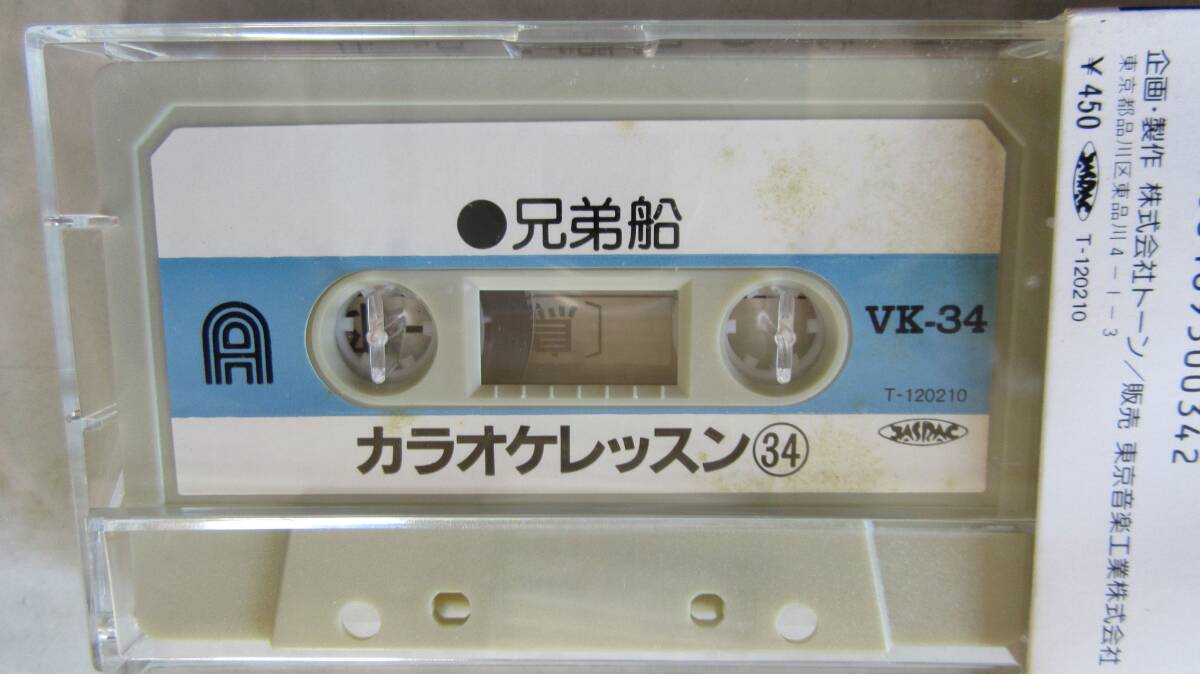 ●兄弟船
A
VK-34
T-120210
JASRAC
カラオケレッスン㉞
企画・製作 株式会社トーン/販売 東京音楽工業株式会社
東京都品川区東品川4-1-3
¥450 JASRAC T-120210